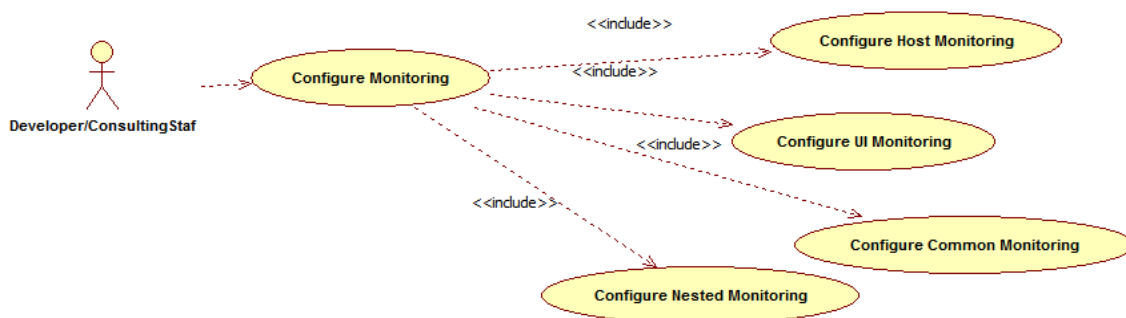 <<include>>
Configure Host Monitoring
Configure Monitoring
<<include>>
Developer/ConsultingStaf
Configure UI Monitoring
<<include>>
<<include>>
Configure Common Monitoring
Configure Nested Monitoring